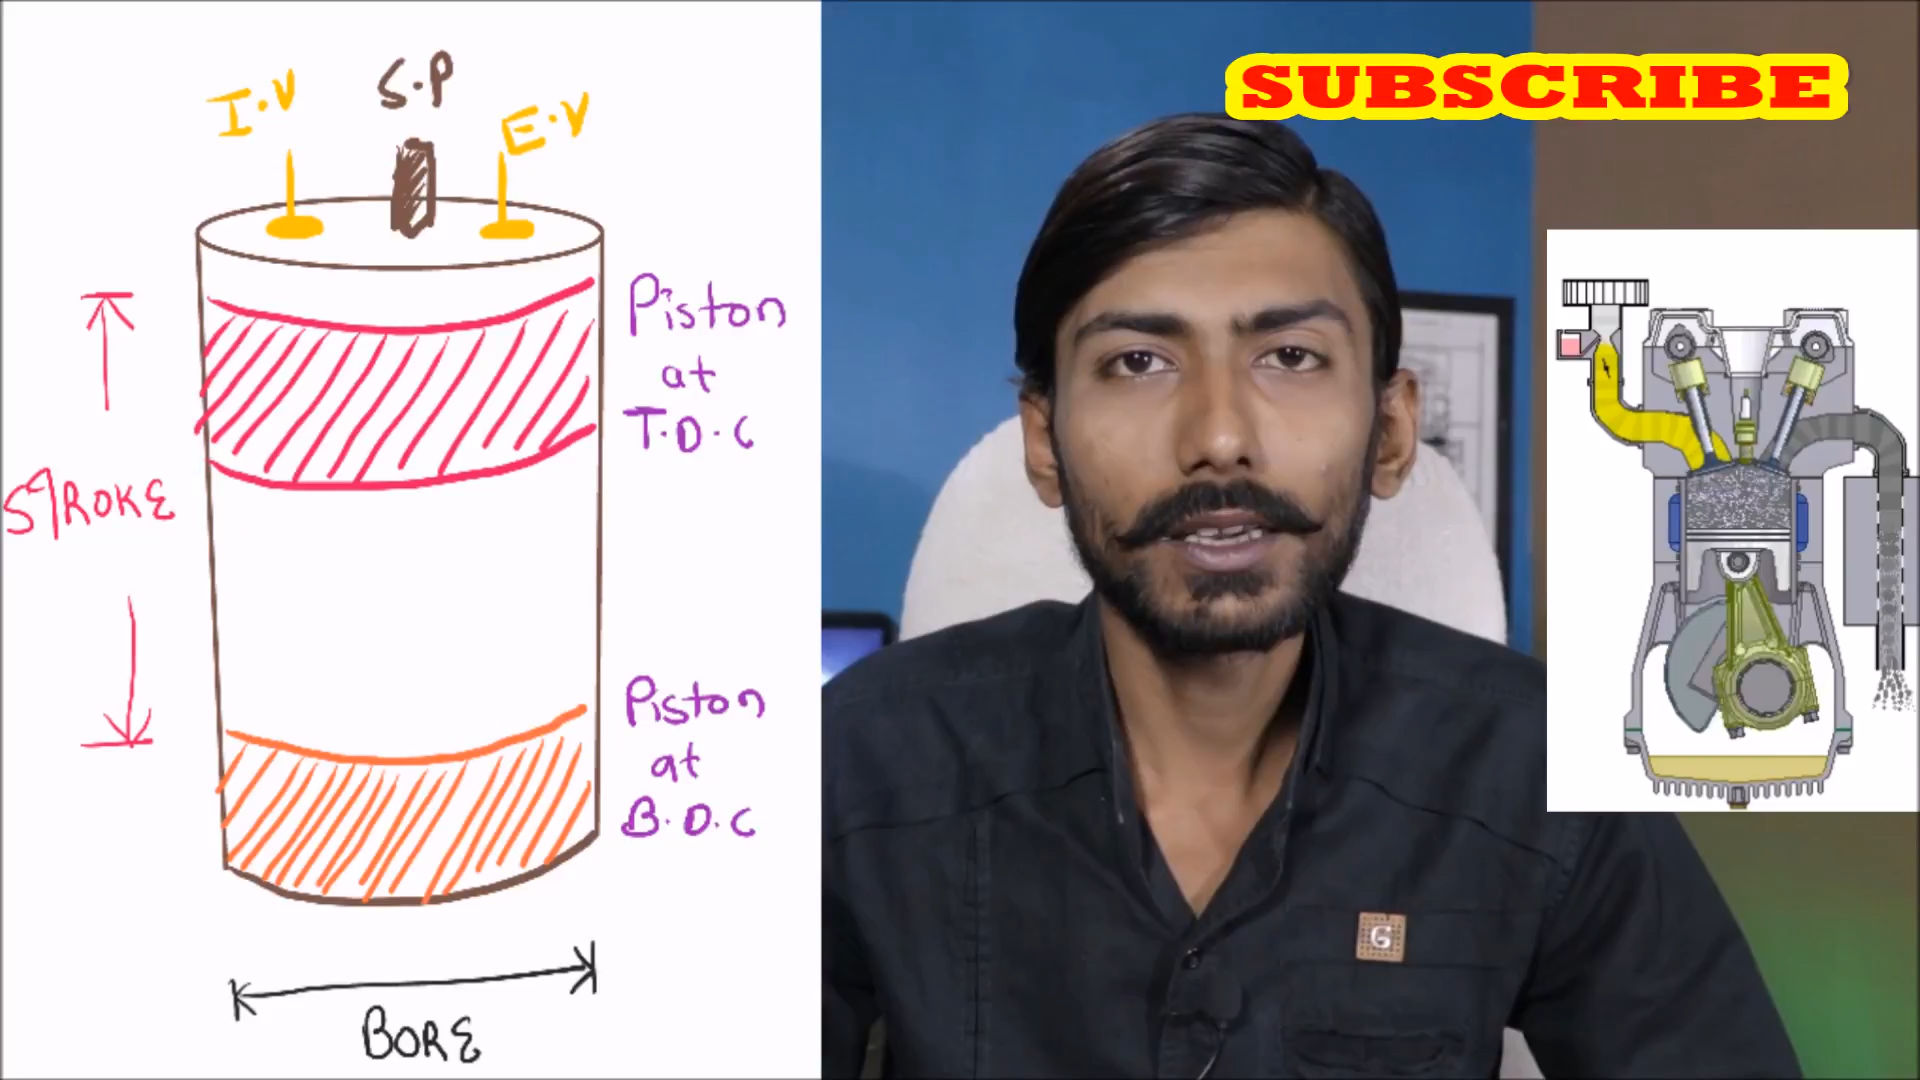 I.V
S.P
E.V
SUBSCRIBE
Piston
at
T.D.C
STROKE
Piston
at
B.D.C
BORE
G